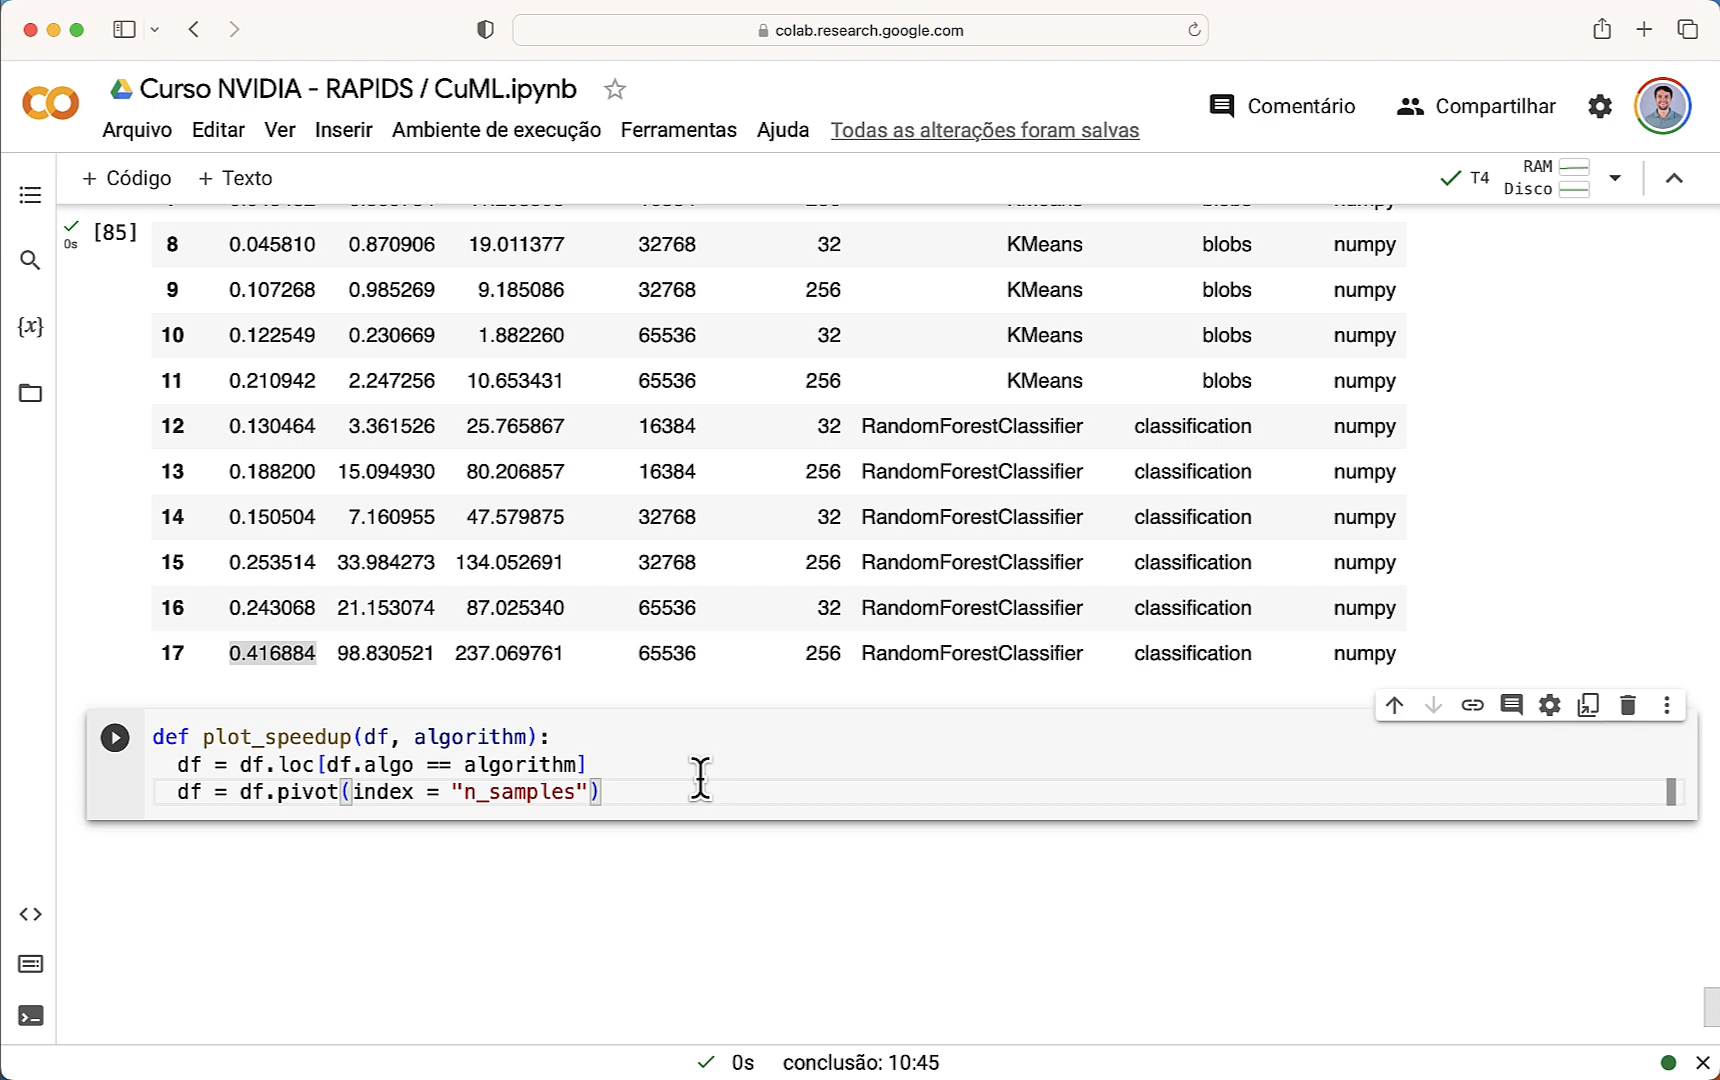 colab.research.google.com
Curso NVIDIA - RAPIDS / CuML.ipynb
Comentário
Compartilhar
Arquivo Editar Ver Inserir Ambiente de execução Ferramentas Ajuda Todas as alterações foram salvas
+ Código + Texto
T4
RAM
Disco
0s
[85]
8 0.045810 0.870906 19.011377 32768 32 KMeans blobs numpy
9 0.107268 0.985269 9.185086 32768 256 KMeans blobs numpy
10 0.122549 0.230669 1.882260 65536 32 KMeans blobs numpy
11 0.210942 2.247256 10.653431 65536 256 KMeans blobs numpy
12 0.130464 3.361526 25.765867 16384 32 RandomForestClassifier classification numpy
13 0.188200 15.094930 80.206857 16384 256 RandomForestClassifier classification numpy
14 0.150504 7.160955 47.579875 32768 32 RandomForestClassifier classification numpy
15 0.253514 33.984273 134.052691 32768 256 RandomForestClassifier classification numpy
16 0.243068 21.153074 87.025340 65536 32 RandomForestClassifier classification numpy
17 0.416884 98.830521 237.069761 65536 256 RandomForestClassifier classification numpy
def plot_speedup(df, algorithm):
df = df.loc[df.algo == algorithm]
df = df.pivot(index = "n_samples")
0s conclusão: 10:45